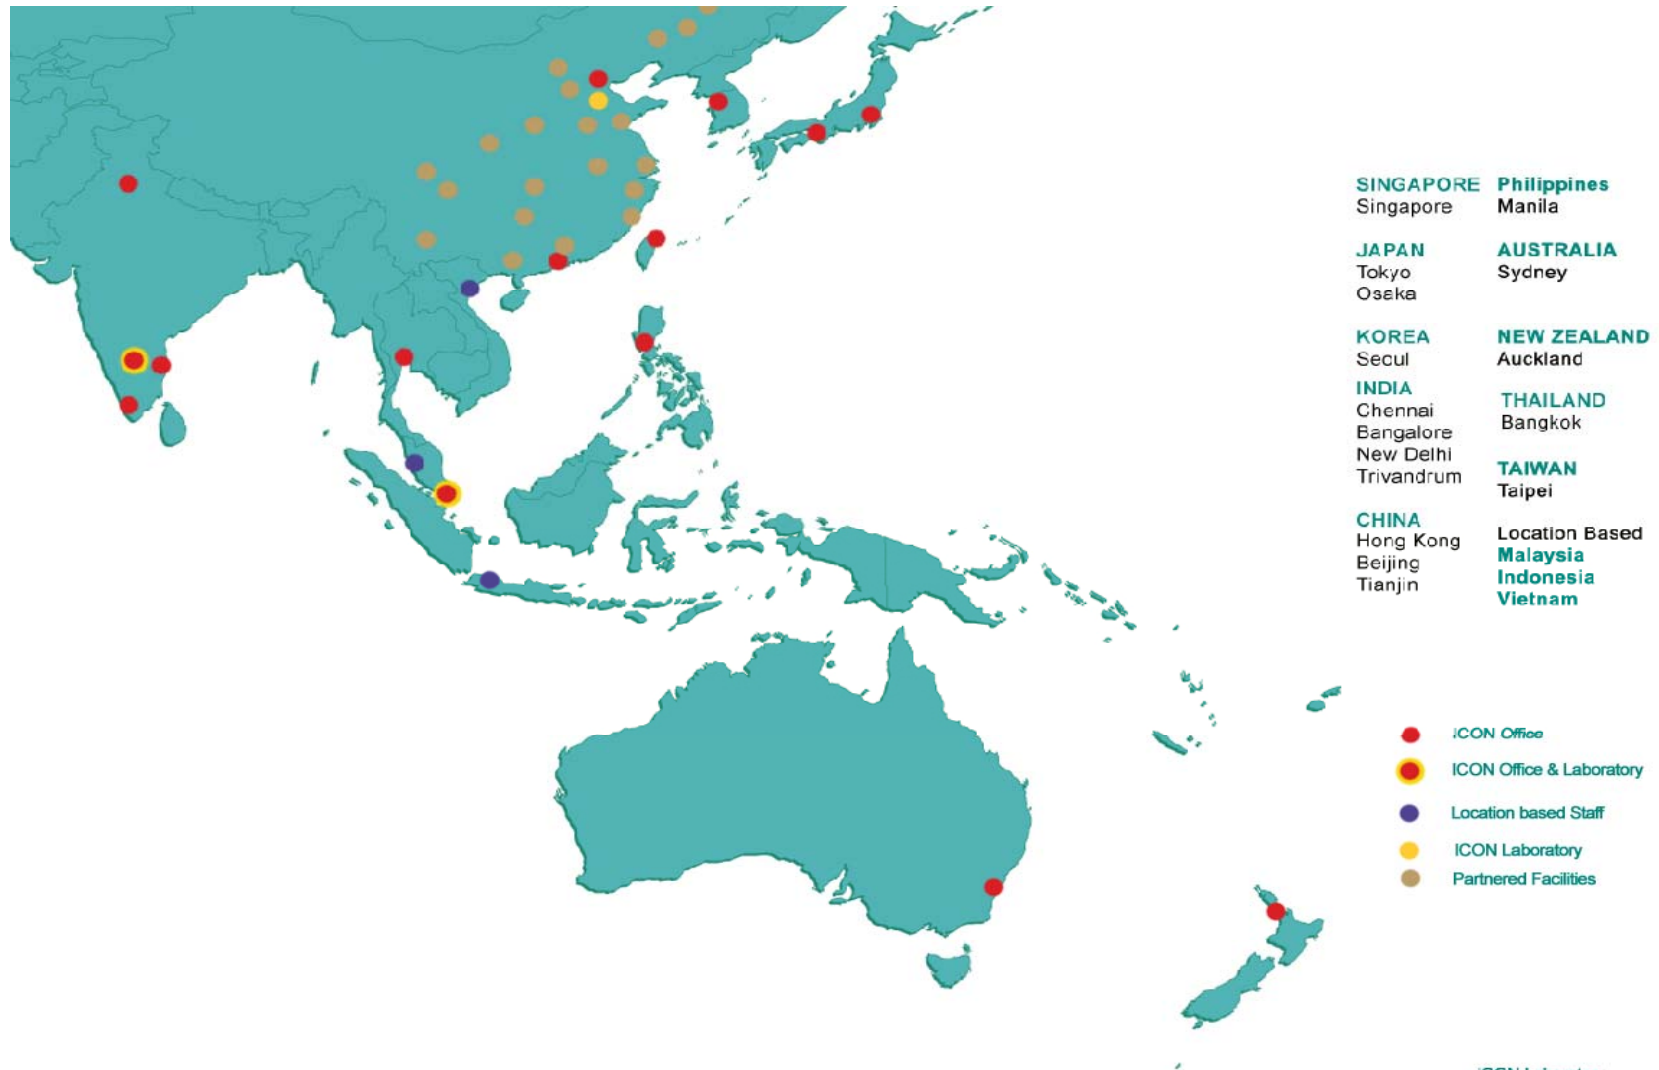 SINGAPORE
Singapore
JAPAN
Tokyo
Osaka
KOREA
Seoul
INDIA
Chennai
Bangalore
New Delhi
Trivandrum
CHINA
Hong Kong
Beijing
Tianjin
Philippines
Manila
AUSTRALIA
Sydney
NEW ZEALAND
Auckland
THAILAND
Bangkok
TAIWAN
Taipei
Location Based
Malaysia
Indonesia
Vietnam
ICON Office
ICON Office & Laboratory
Location based Staff
ICON Laboratory
Partnered Facilities